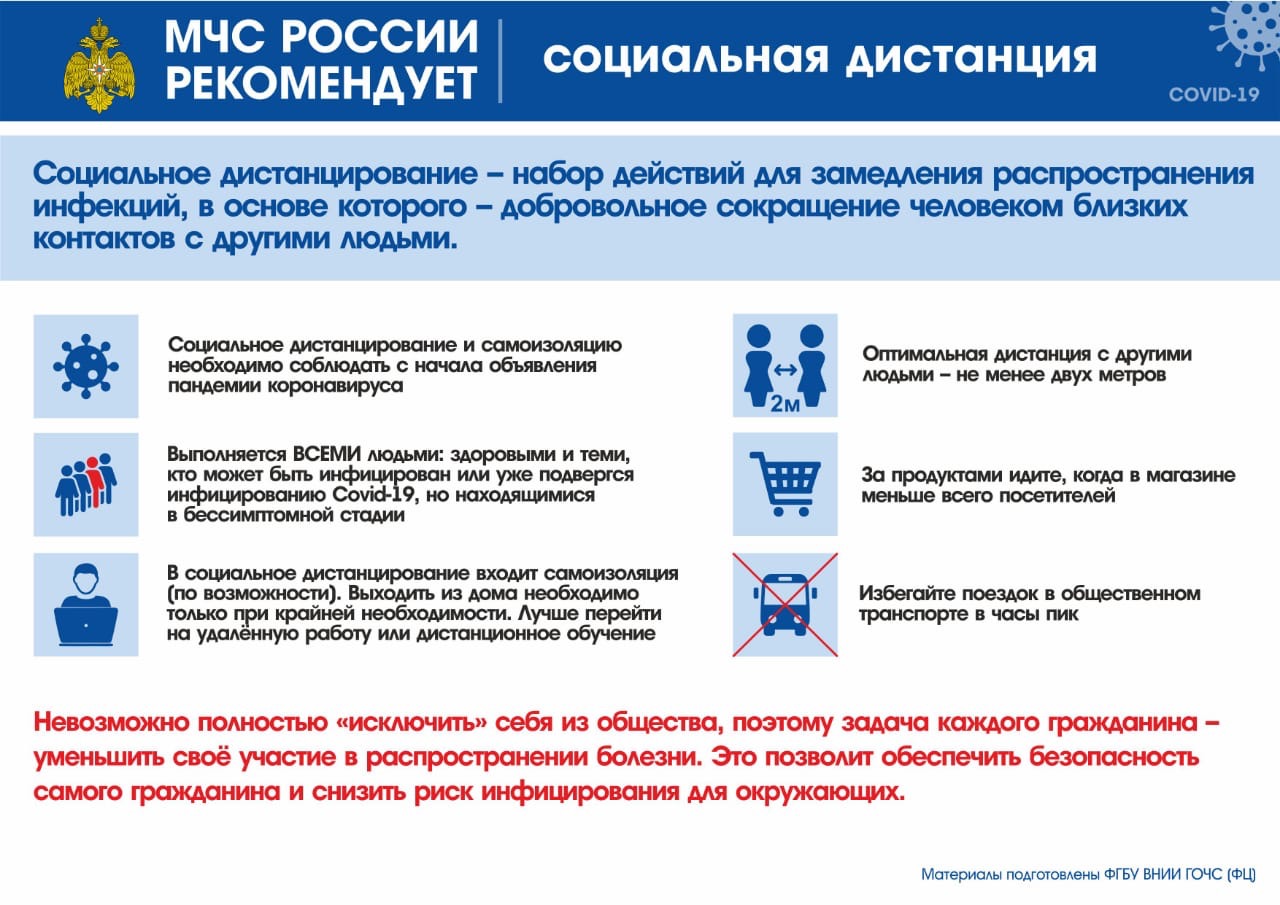 МЧС РОССИИ
РЕКОМЕНДУЕТ
социальная дистанция
COVID-19
Социальное дистанцирование – набор действий для замедления распространения
инфекций, в основе которого – добровольное сокращение человеком близких
контактов с другими людьми.
Социальное дистанцирование и самоизоляцию
необходимо соблюдать с начала объявления
пандемии коронавируса
Выполняется ВСЕМИ людьми: здоровыми и теми,
кто может быть инфицирован или уже подвергся
инфицированию Covid-19, но находящимися
в бессимптомной стадии
В социальное дистанцирование входит самоизоляция
(по возможности). Выходить из дома необходимо
только при крайней необходимости. Лучше перейти
на удалённую работу или дистанционное обучение
2м
Оптимальная дистанция с другими
людьми – не менее двух метров
За продуктами идите, когда в магазине
меньше всего посетителей
Избегайте поездок в общественном
транспорте в часы пик
Невозможно полностью «исключить» себя из общества, поэтому задача каждого гражданина –
уменьшить своё участие в распространении болезни. Это позволит обеспечить безопасность
самого гражданина и снизить риск инфицирования для окружающих.
Материалы подготовлены ФГБУ ВНИИ ГОЧС (ФЦ)